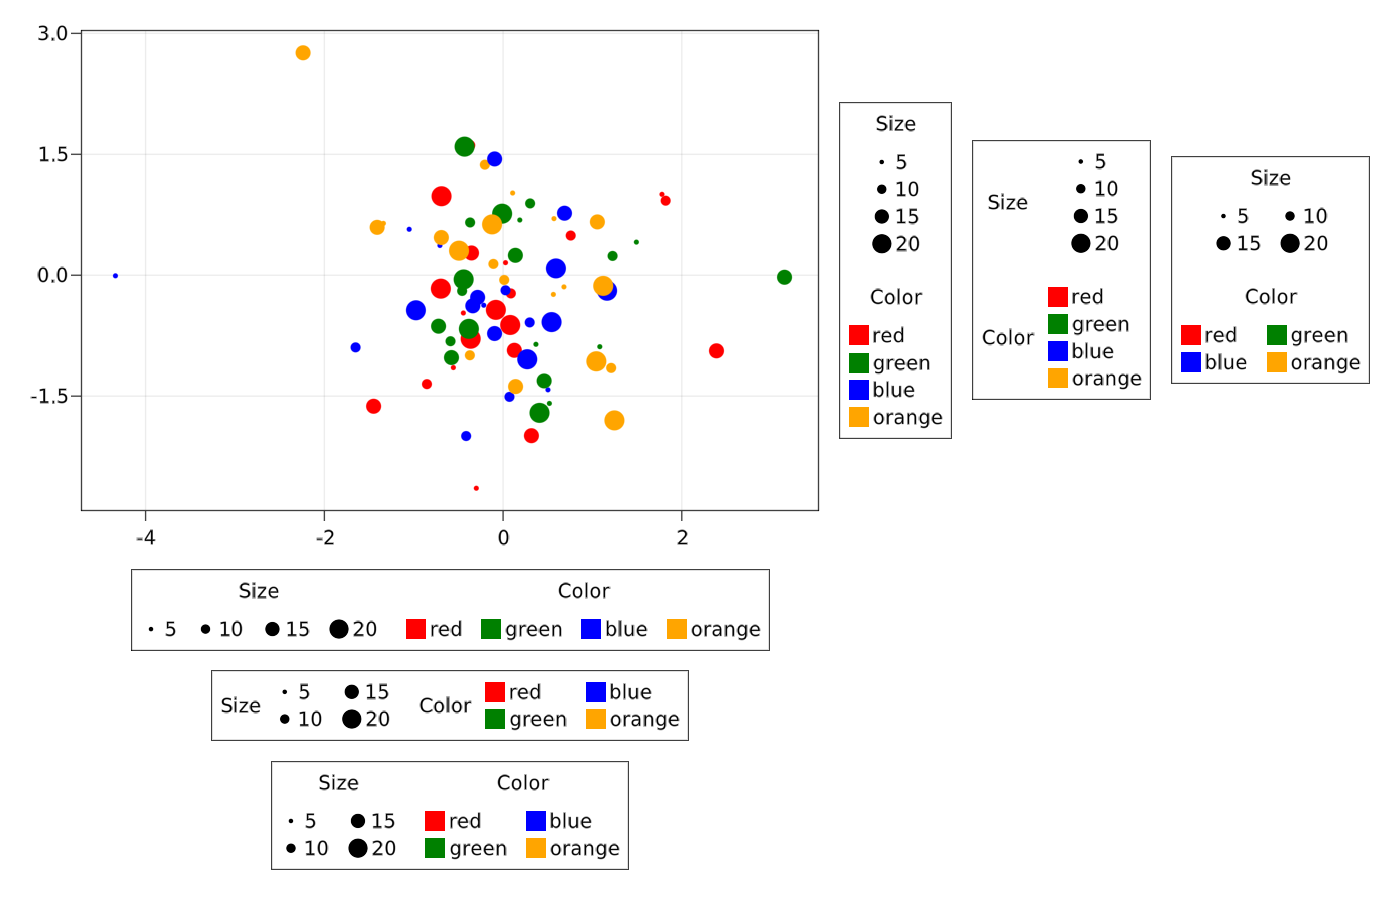 3.0
1.5
0.0
-1.5
-4 -2 0 2
Size
5
10
15
20
Color
red
green
blue
orange
Size
5
10
15
20
Color
red
green
blue
orange
Size
5 10
15 20
Color
red green
blue orange
Size Color
5 10 15 20 red green blue orange
Size 5 15 Color red blue
10 20 green orange
Size Color
5 15 red blue
10 20 green orange